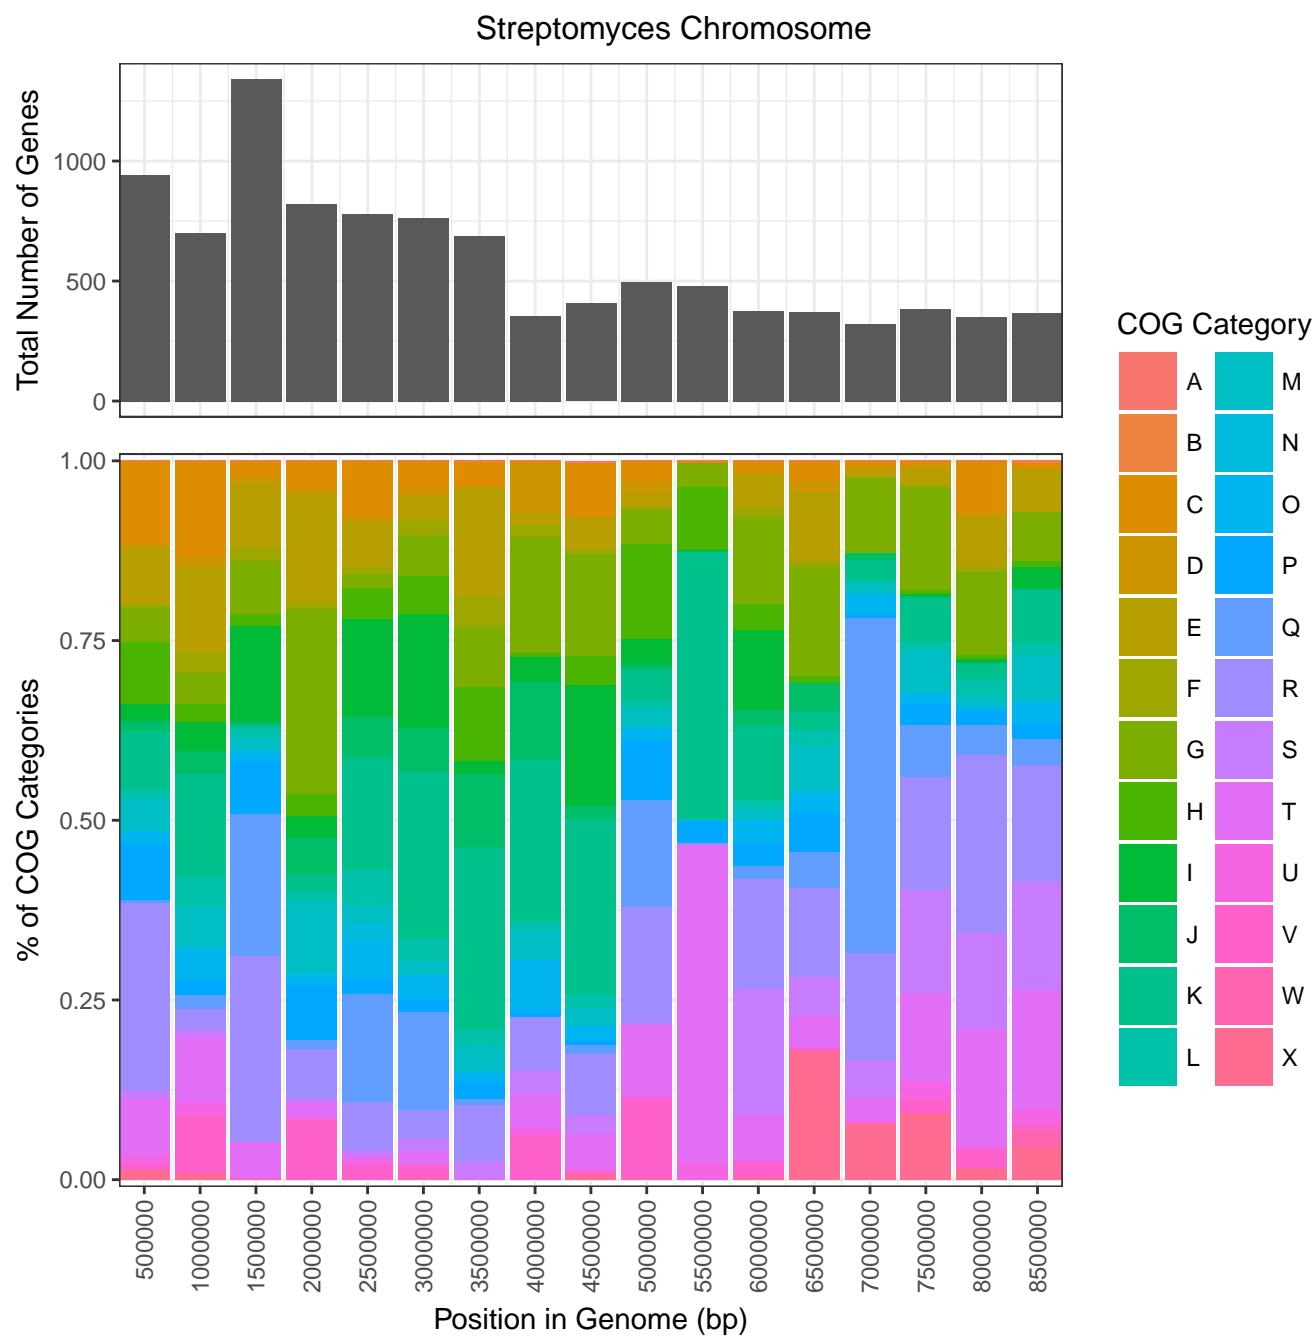 Streptomyces Chromosome
Total Number of Genes
1000
500
0
% of COG Categories
1.00
0.75
0.50
0.25
0.00
500000
1000000
1500000
2000000
2500000
3000000
3500000
4000000
4500000
5000000
5500000
6000000
6500000
7000000
7500000
8000000
8500000
Position in Genome (bp)
COG Category
A
B
C
D
E
F
G
H
I
J
K
L
M
N
O
P
Q
R
S
T
U
V
W
X